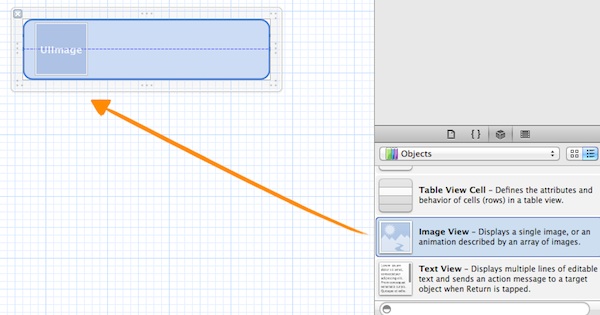 UIImage
{ }
Objects
Table View Cell – Defines the attributes and
behavior of cells (rows) in a table view.
Image View – Displays a single image, or an
animation described by an array of images.
Text View – Displays multiple lines of editable
text and sends an action message to a target
object when Return is tapped.